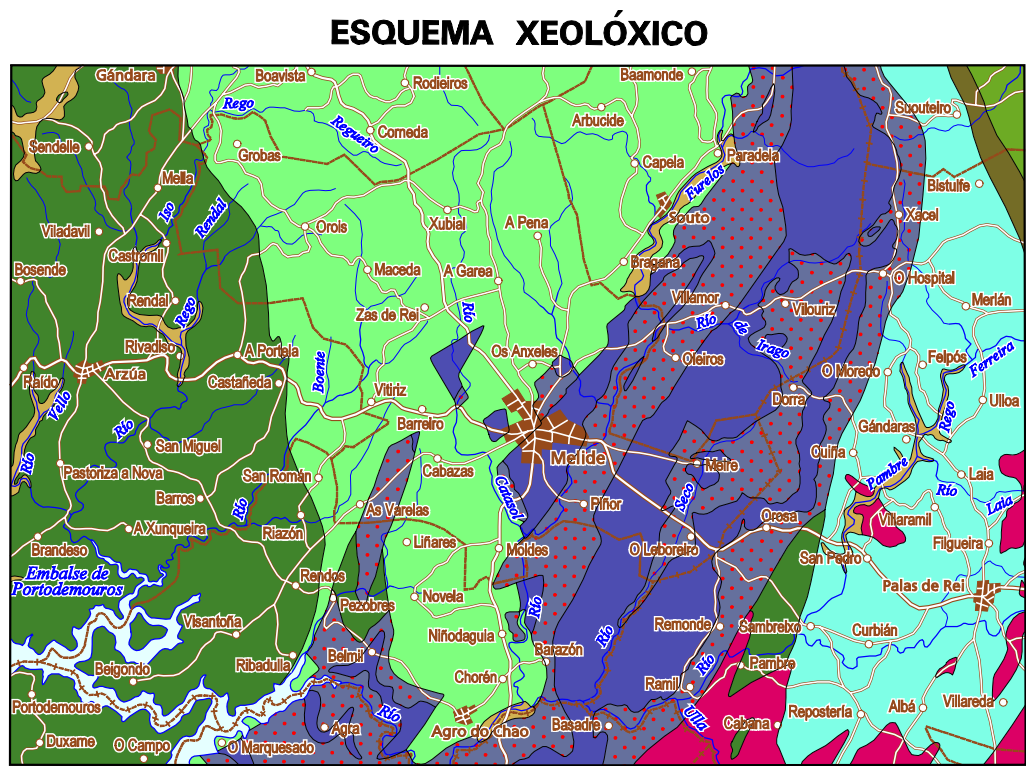 ESQUEMA XEOLÓXICO
Gándara
Boavista
Rodieiros
Baamonde
Suouteiro
Rego
Regueiro
Corneda
Arbucide
Sendelle
Grobas
Capela
Paradela
Mella
Furelos
Bistulfe
Iso
Rendal
Souto
Xacel
Viladavil
Orois
Xubial
A Pena
Castromil
Bosende
Maceda
A Garea
Bragana
O Hospital
Rendal
Rego
Zas de Rei
Río
Villamor
Vilouriz
Merlán
Río
de
Irago
Rivadiso
A Portela
Boente
Os Anxeles
Oleiros
Felpós
Ferreira
Raído
Arzúa
Castañeda
Vitiriz
O Moredo
Vello
Dorra
Ulloa
Río
Barreiro
Rego
Gándaras
San Miguel
Melide
Cuiña
Río
Pastoriza a Nova
San Román
Cabazas
Meire
Pambre
Laia
Barros
Catasol
Seco
Río
Río
As Varelas
Piñor
Laia
A Xunqueira
Riazón
Orosa
Villaramil
Brandeso
Liñares
Moldes
O Leboreiro
San Pedro
Filgueira
Embalse de
Portodemouros
Rendos
Palas de Rei
Novela
Pezobres
Río
Visantoña
Niñodaguia
Río
Remonde
Sambreixo
Curbián
Beigondo
Ribadulla
Belmil
Barazón
Río
Pambre
Chorén
Ramil
Portodemouros
Río
Ulla
Repostería
Albá
Villareda
Duxame
O Campo
O Marquesado
Agra
Agro do Chao
Basadre
Cabana